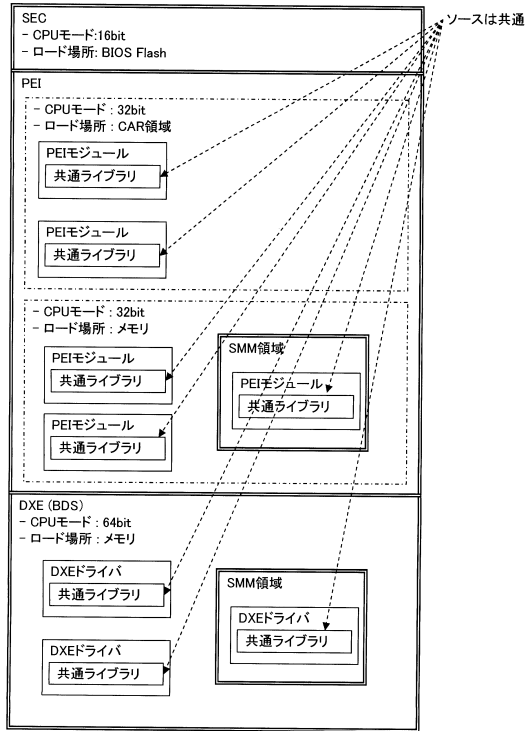 SEC
- CPUモード:16bit
- ロード場所: BIOS Flash
ソースは共通
PEI
- CPUモード : 32bit
- ロード場所 : CAR領域
PEIモジュール
共通ライブラリ
PEIモジュール
共通ライブラリ
- CPUモード : 32bit
- ロード場所 : メモリ
PEIモジュール
共通ライブラリ
PEIモジュール
共通ライブラリ
SMM領域
PEIモジュール
共通ライブラリ
DXE (BDS)
- CPUモード : 64bit
- ロード場所 : メモリ
DXEドライバ
共通ライブラリ
DXEドライバ
共通ライブラリ
SMM領域
DXEドライバ
共通ライブラリ